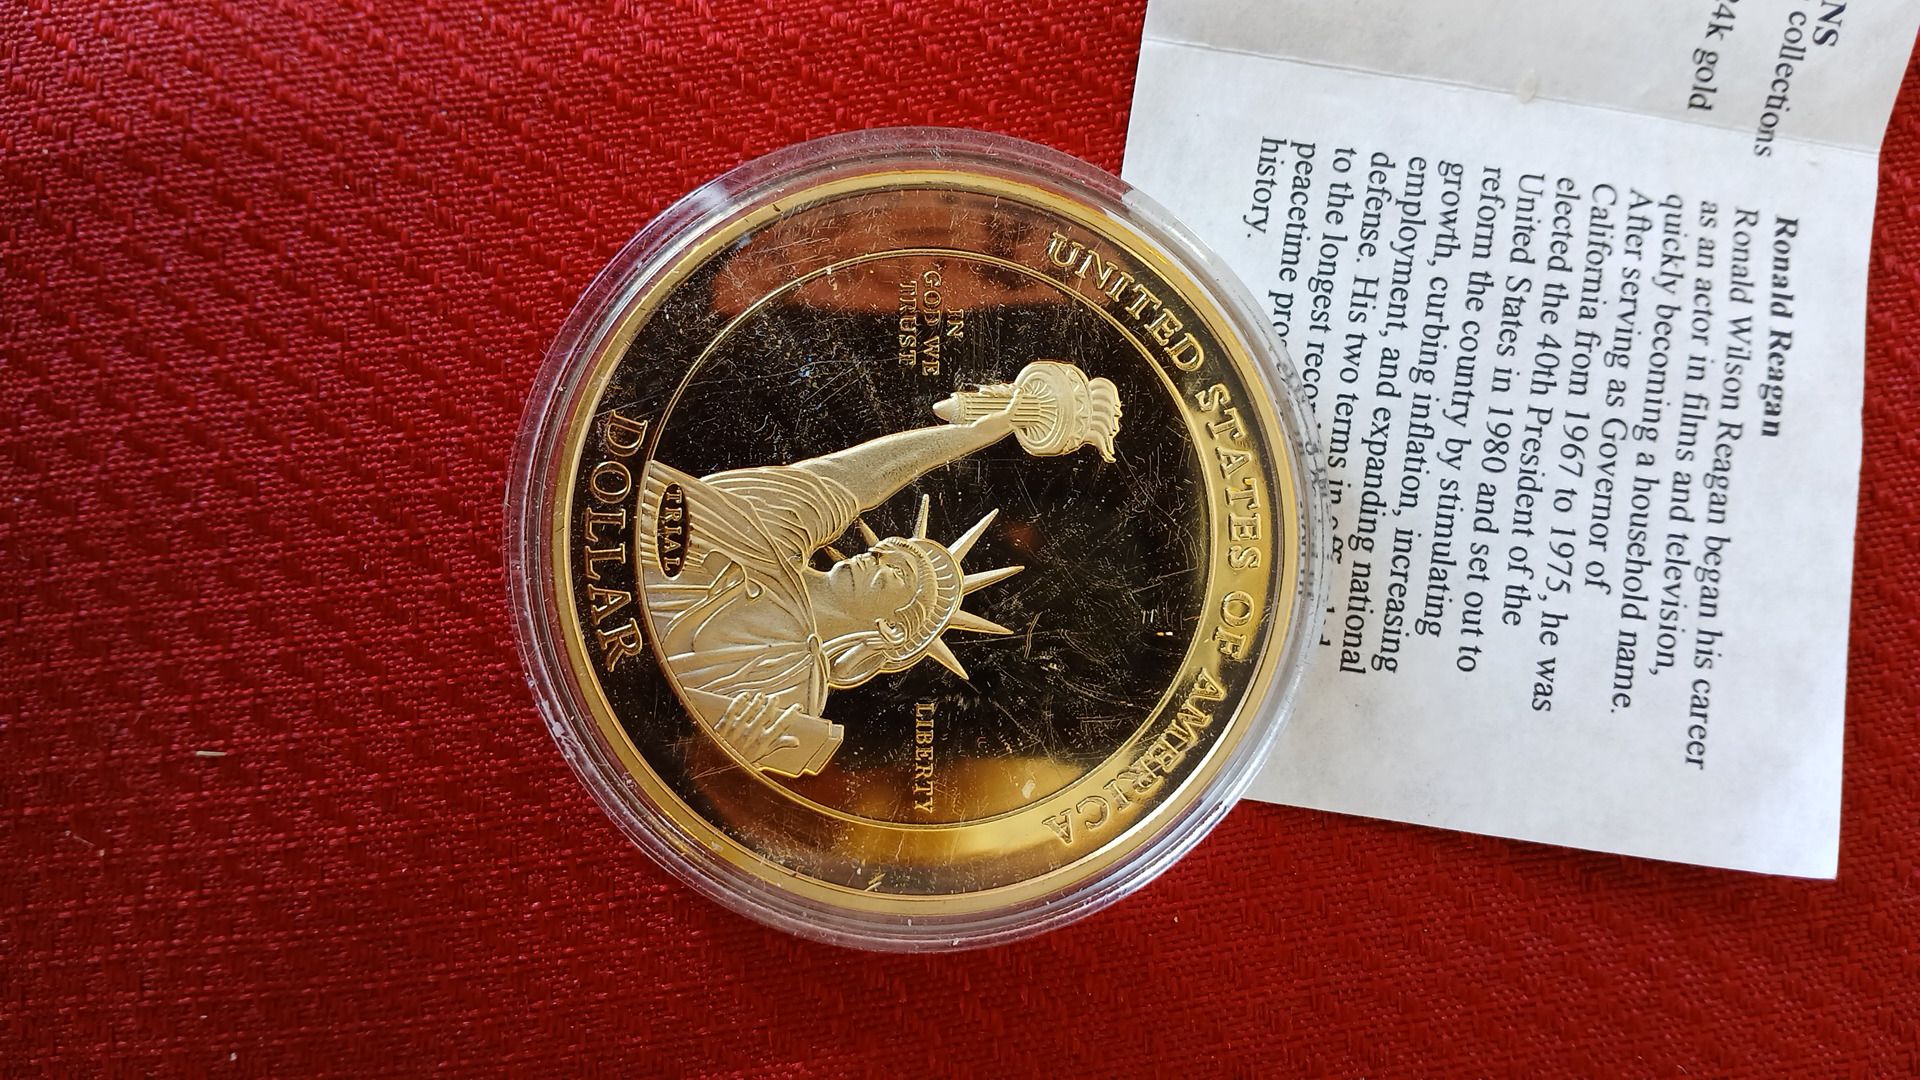 UNITED STATES OF AMERICA
IN
GOD WE
TRUST
LIBERTY
TRIAL
DOLLAR
NS
collections
24k gold
Ronald Reagan
Ronald Wilson Reagan began his career
as an actor in films and television,
quickly becoming a household name.
After serving as Governor of
California from 1967 to 1975, he was
elected the 40th President of the
United States in 1980 and set out to
reform the country by stimulating
growth, curbing inflation, increasing
employment, and expanding national
defense. His two terms in
to the longest
peacetime
history.